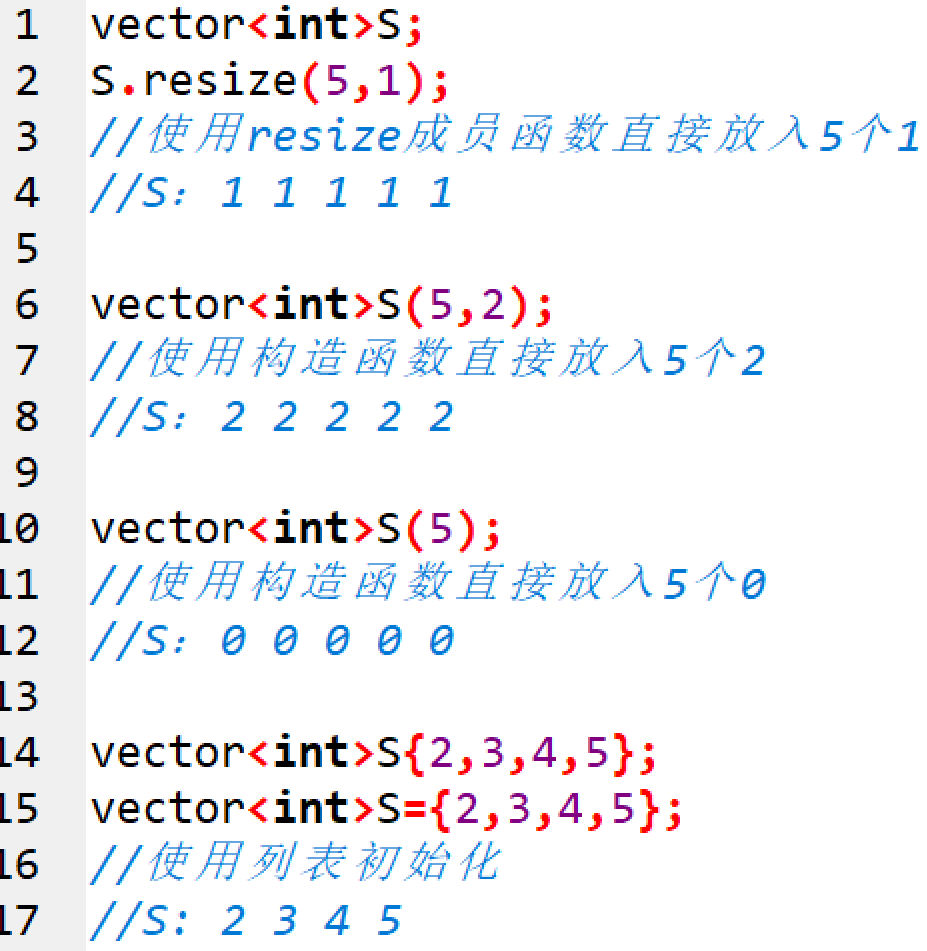 1 vector<int>S;
2 S.resize(5,1);
3 //使用resize成员函数直接放入5个1
4 //S：1 1 1 1 1
5
6 vector<int>S(5,2);
7 //使用构造函数直接放入5个2
8 //S：2 2 2 2 2
9
10 vector<int>S(5);
11 //使用构造函数直接放入5个0
12 //S：0 0 0 0 0
13
14 vector<int>S{2,3,4,5};
15 vector<int>S={2,3,4,5};
16 //使用列表初始化
17 //S: 2 3 4 5